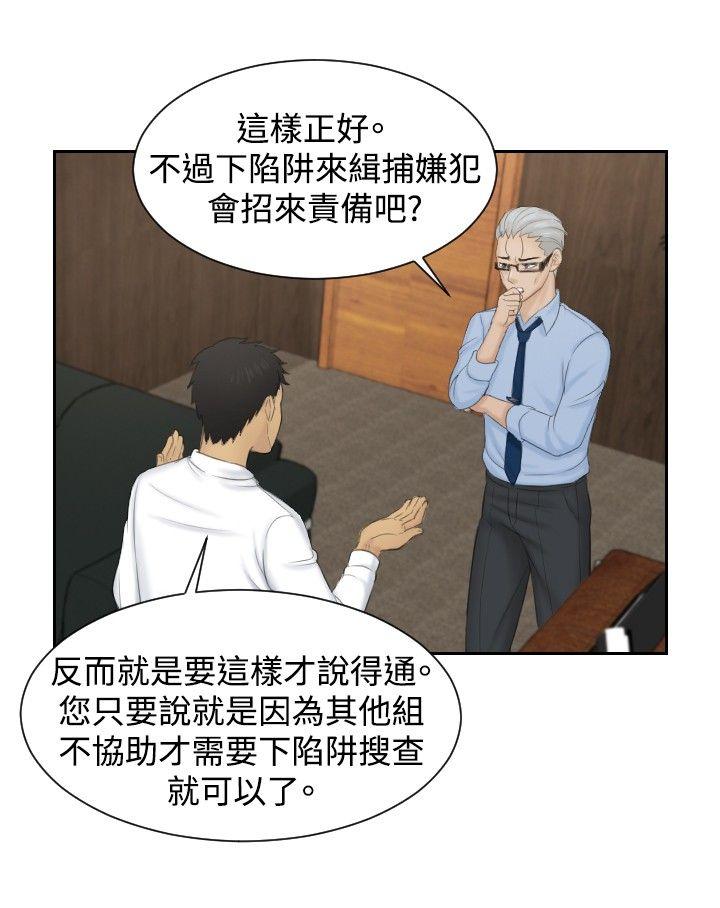 這樣正好。
不過下陷阱來緝捕嫌犯
會招來責備吧?
反而就是要這樣才說得通。
您只要說就是因為其他組
不協助才需要下陷阱搜查
就可以了。